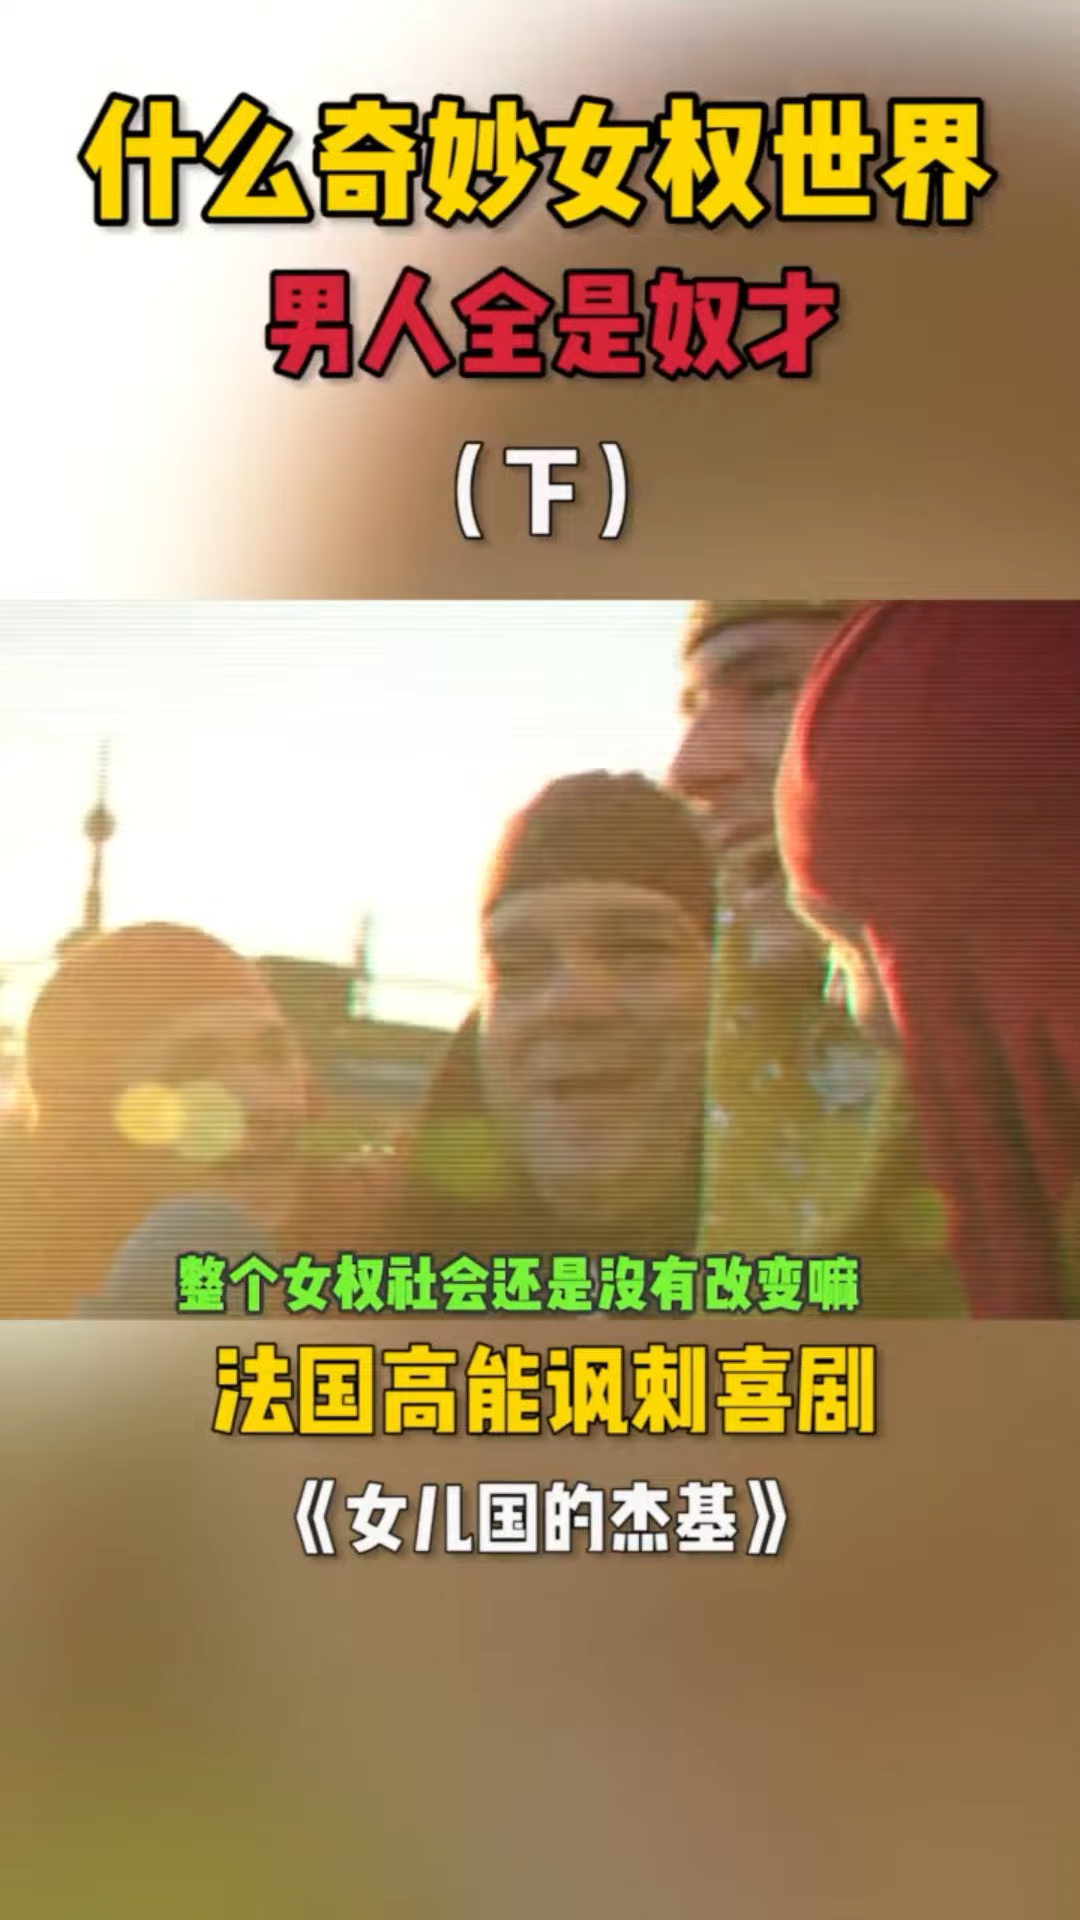 什么奇妙女权世界
男人全是奴才
（下）
整个女权社会还是没有改变嘛
法国高能讽刺喜剧
《女儿国的杰基》